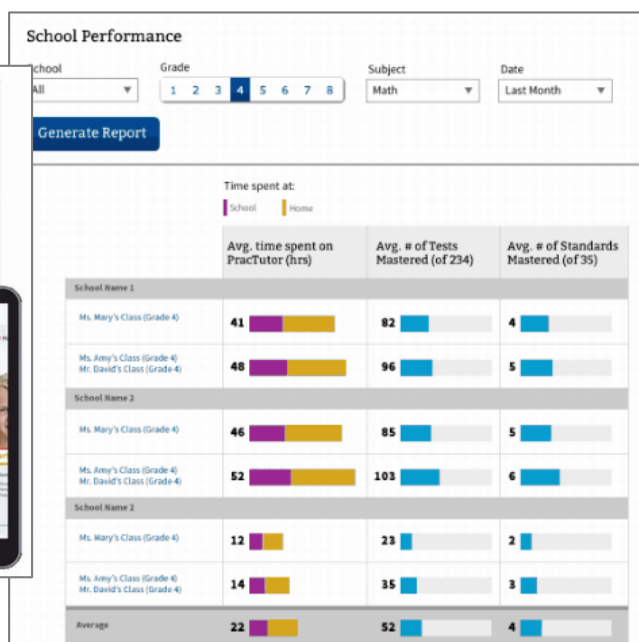 School Performance
Grade
Subject
Date
All
1 2 3 4 5 6 7 8
Math
Last Month
Generate Report
Time spent at:
School Home
Avg. time spent on
PracTutor (hrs)
Avg. # of Tests
Mastered (of 234)
Avg. # of Standards
Mastered (of 35)
School Name 1
Ms. Mary's Class (Grade 4)
41 82 4
Ms. Amy's Class (Grade 4)
Mr. David's Class (Grade 4)
48 96 5
School Name 2
Ms. Mary's Class (Grade 4)
46 85 5
Ms. Amy's Class (Grade 4)
Mr. David's Class (Grade 4)
52 103 6
School Name 2
Ms. Mary's Class (Grade 4)
12 23 2
Ms. Amy's Class (Grade 4)
Mr. David's Class (Grade 4)
14 35 3
Average 22 52 4